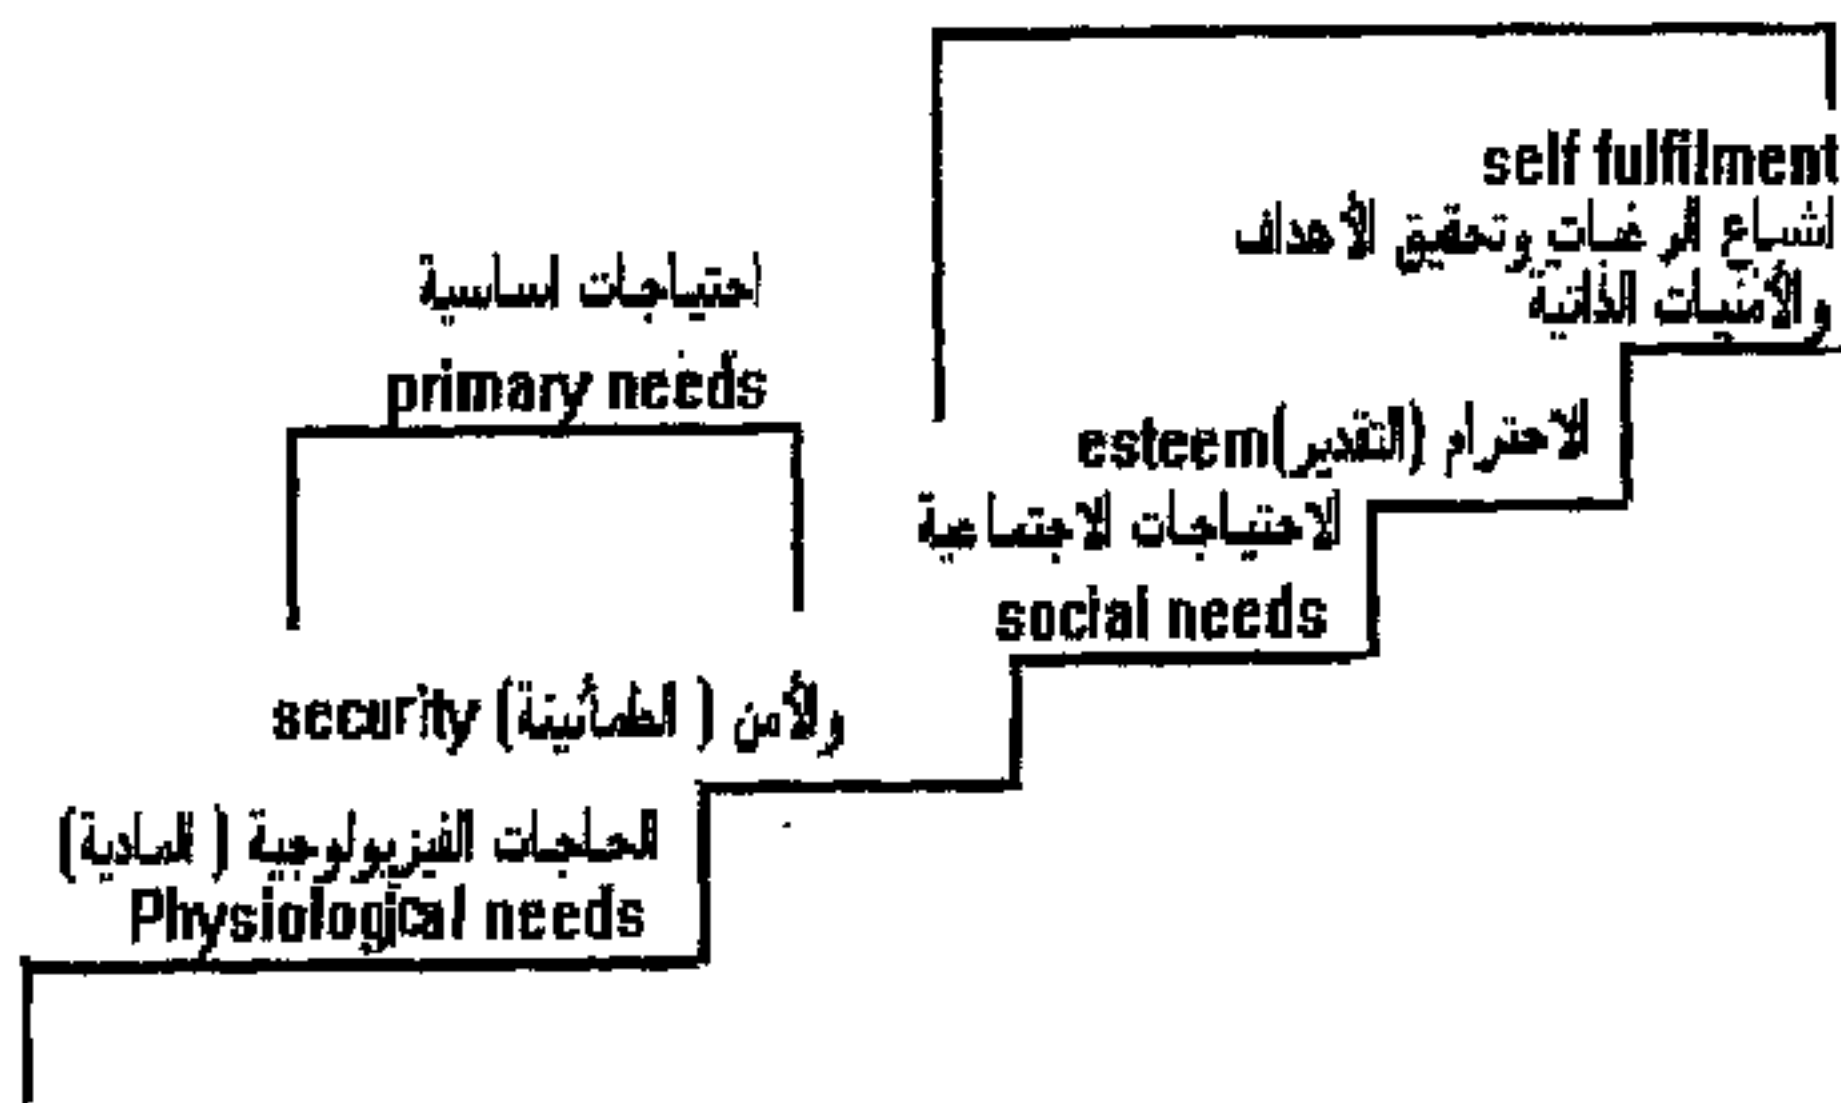 self fulfilment
اشباع الرغبات وتحقيق الأهداف
والأمنيات الذاتية
احتياجات اساسية
primary needs
الاحترام (التقدير) esteem
الاحتياجات الاجتماعية
social needs
والأمن ( الطمأنينة) security
الحاجات الفيزيولوجية ( المادية)
Physiological needs